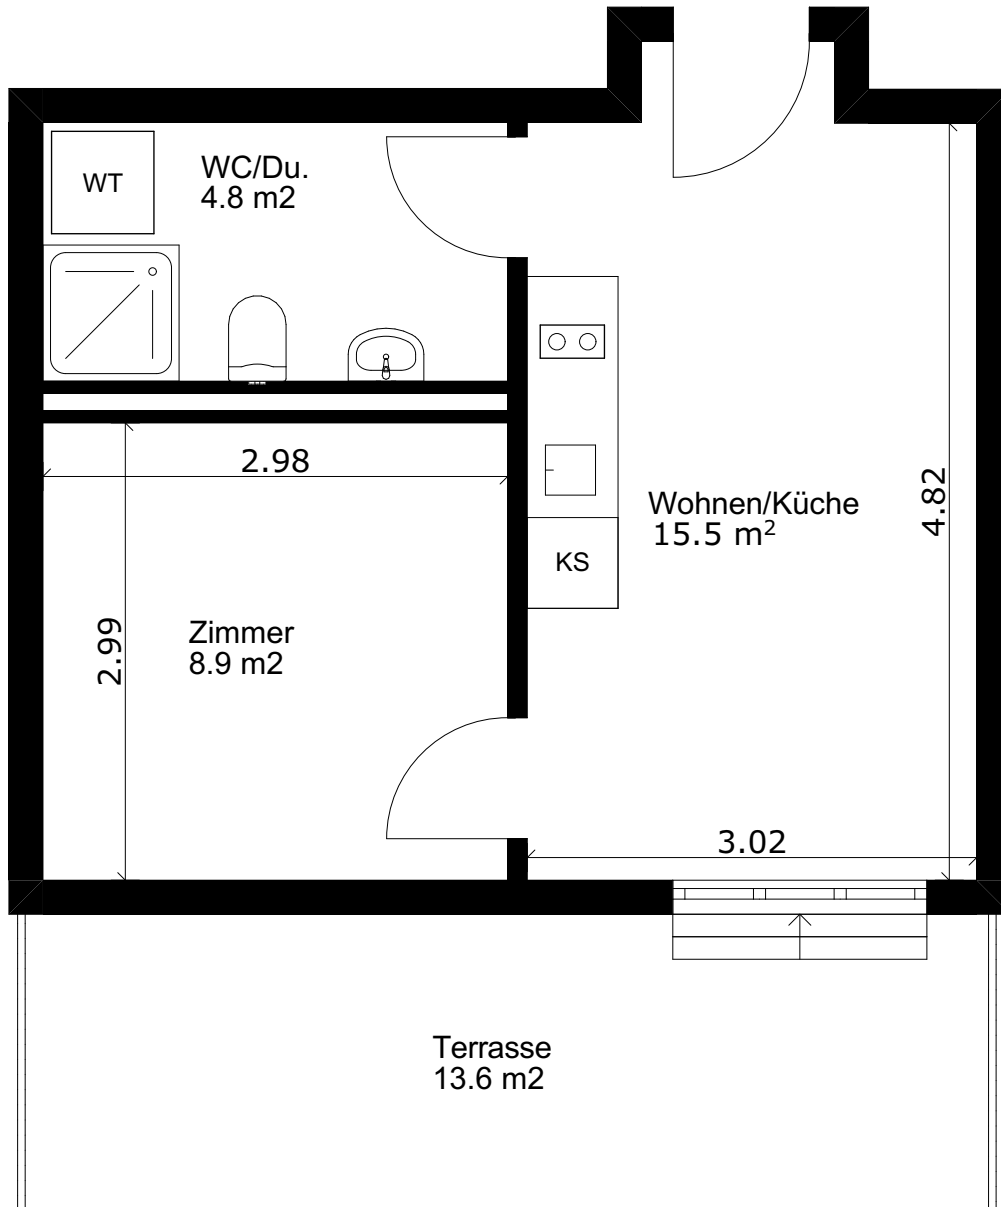 WT
WC/Du.
4.8 m2
2.98
Wohnen/Küche
15.5 m²
4.82
KS
2.99
Zimmer
8.9 m2
3.02
Terrasse
13.6 m2